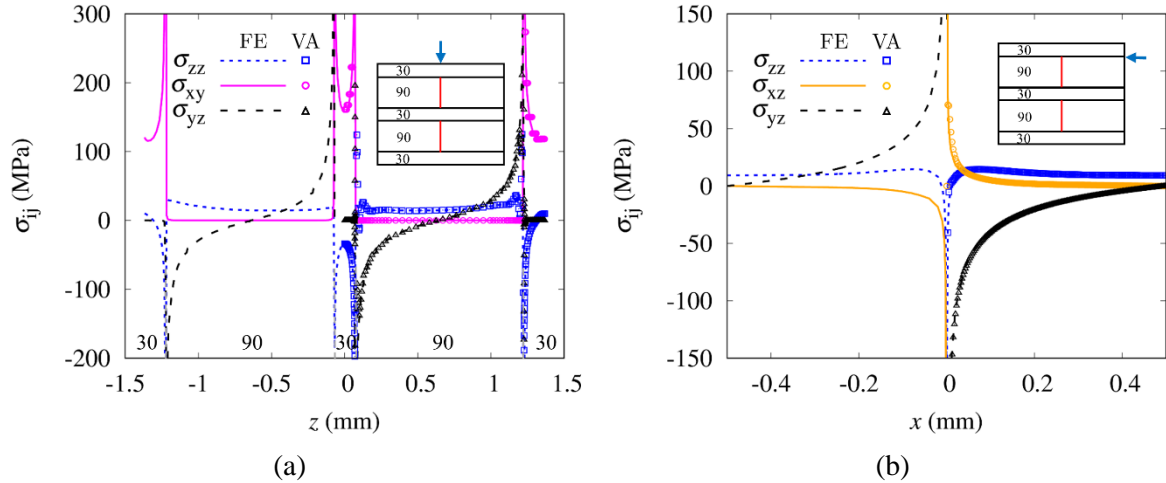 300
200
100
0
-100
-200
σij (MPa)
FE VA
σzz
σxy
σyz
30
90
30
90
30
30 90 30 90 30
-1.5 -1 -0.5 0 0.5 1 1.5
z (mm)
(a)
150
100
50
0
-50
-100
-150
σij (MPa)
FE VA
σzz
σxz
σyz
30
90
30
90
30
-0.4 -0.2 0 0.2 0.4
x (mm)
(b)